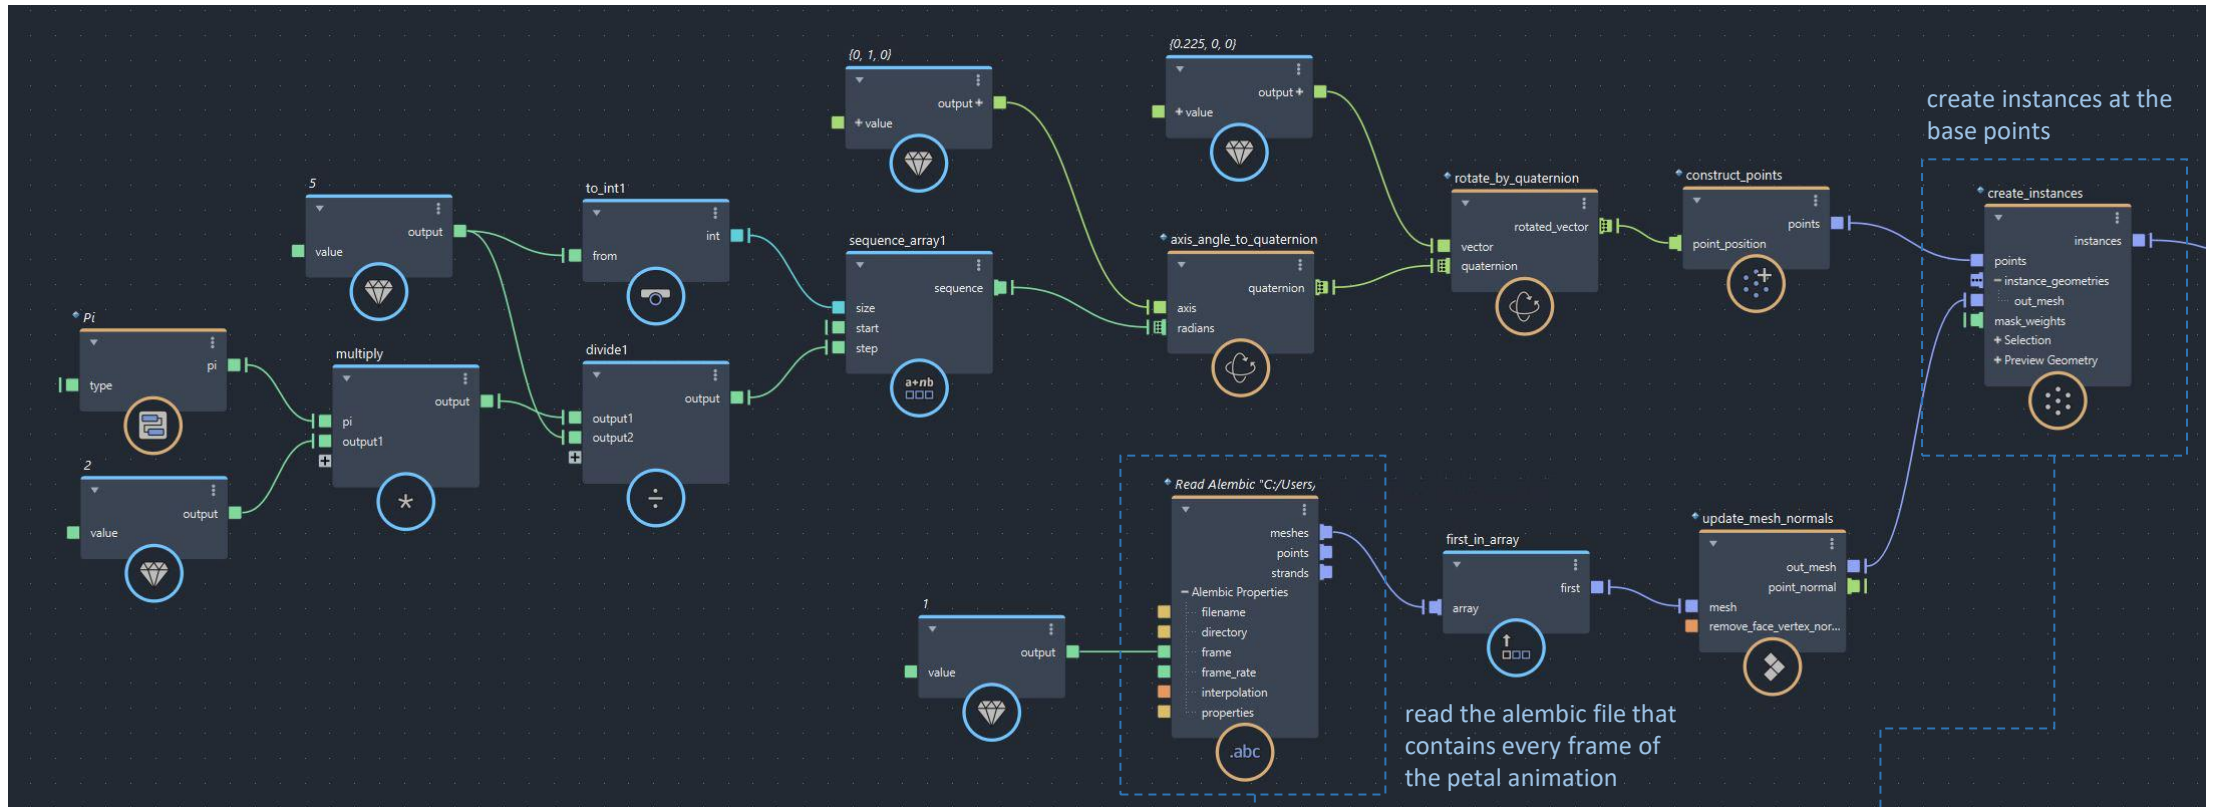 {0, 1, 0}
output +
+ value
{0.225, 0, 0}
output +
+ value
create instances at the
base points
5
output
value
to_int1
int
from
sequence_array1
sequence
size
start
step
a+nb
axis_angle_to_quaternion
quaternion
axis
radians
rotate_by_quaternion
rotated_vector
vector
quaternion
construct_points
points
point_position
create_instances
instances
points
instance_geometries
out_mesh
mask_weights
+ Selection
+ Preview Geometry
Pi
pi
type
multiply
output
pi
output1
*
divide1
output
output1
output2
÷
2
output
value
Read Alembic "C:/Users,
meshes
points
strands
Alembic Properties
filename
directory
frame
frame_rate
interpolation
properties
.abc
1
output
value
first_in_array
first
array
update_mesh_normals
out_mesh
point_normal
mesh
remove_face_vertex_nor...
read the alembic file that
contains every frame of
the petal animation